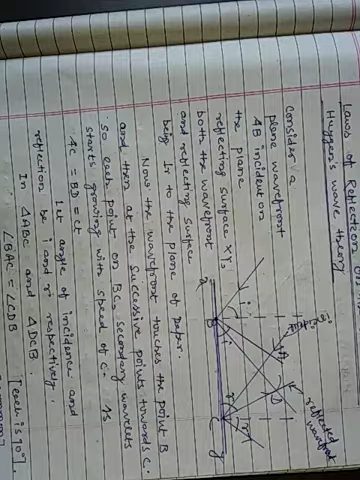 Laws of Reflection on
Huygen's wave theory
Consider a
plane wavefront
AB incident on
the plane
reflecting surface XY,
both the wavefront
and reflecting surface
being ⊥r to the plane of paper.
Now the wavefront touches the point B
and then at the successive points towards C.
so each point on BC, secondary wavelets
starts growing with speed of c. As
AC = BD = ct
Let angle of incidence and
reflection be i and r respectively.
In ΔABC and ΔDCB
∠BAC = ∠CDB [each is 90°]
reflected
wavefront
X
B
i
i
A
D
r
r
C
Y